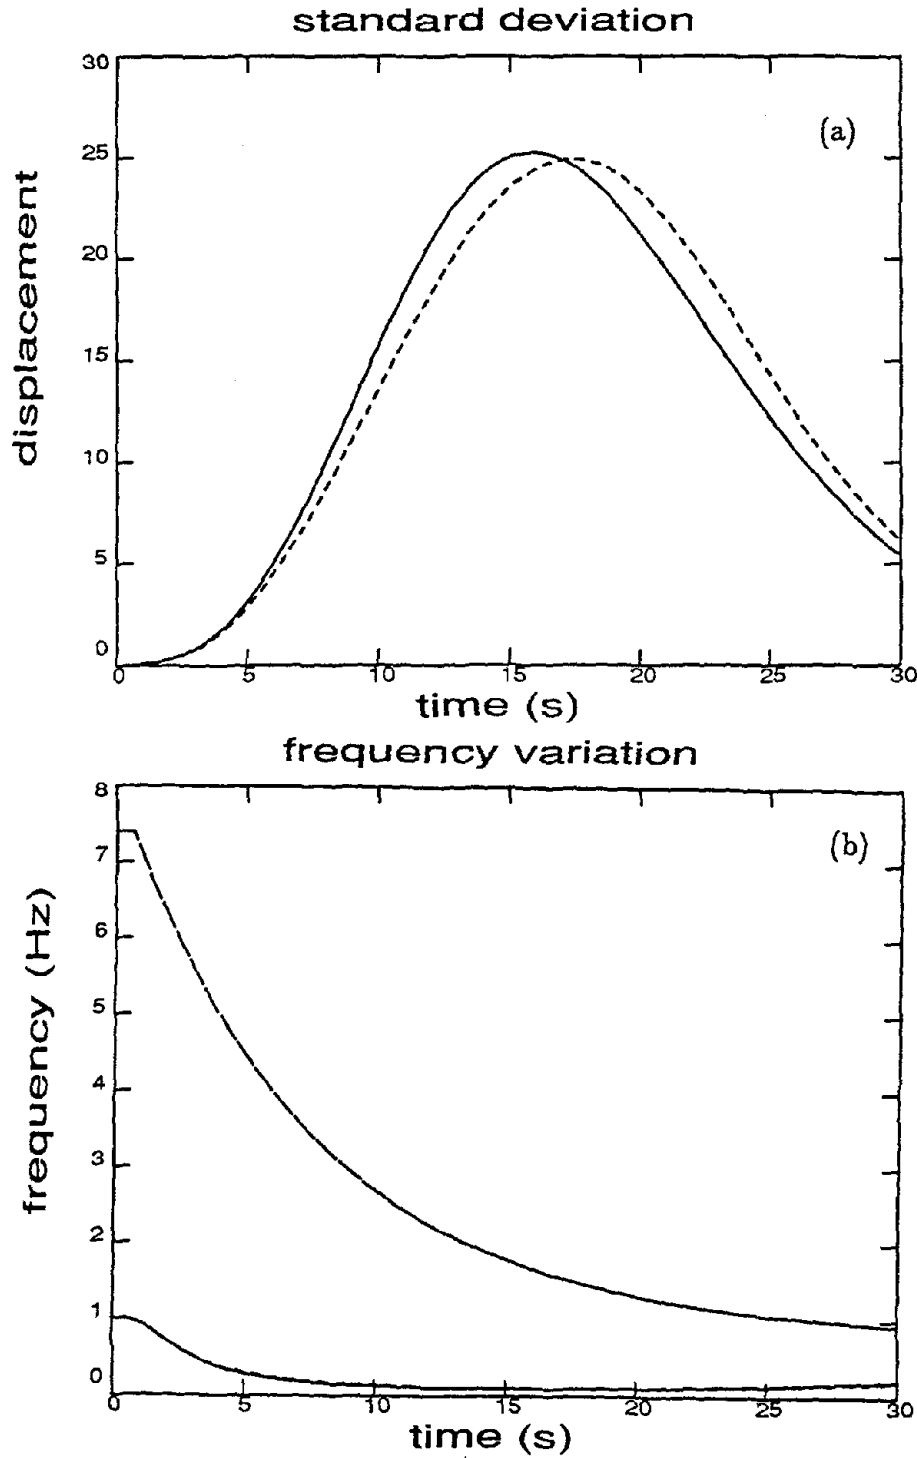 standard deviation
(a)
30
25
20
15
10
5
0
displacement
0 5 10 15 20 25 30
time (s)
frequency variation
(b)
8
7
6
5
4
3
2
1
0
frequency (Hz)
0 5 10 15 20 25 30
time (s)